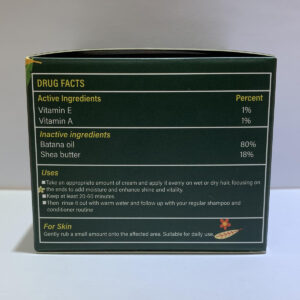 DRUG FACTS
Active Ingredients Percent
Vitamin E 1%
Vitamin A 1%
Inactive ingredients
Batana oil 80%
Shea butter 18%
Uses
Take an appropriate amount of cream and apply it evenly on wet or dry hair, focusing on
the ends to add moisture and enhance shine and vitality.
Keep at least 20-60 minutes
Then rinse it out with warm water and follow up with your regular shampoo and
conditioner routine
For Skin
Gently rub a small amount onto the affected area. Suitable for daily use.